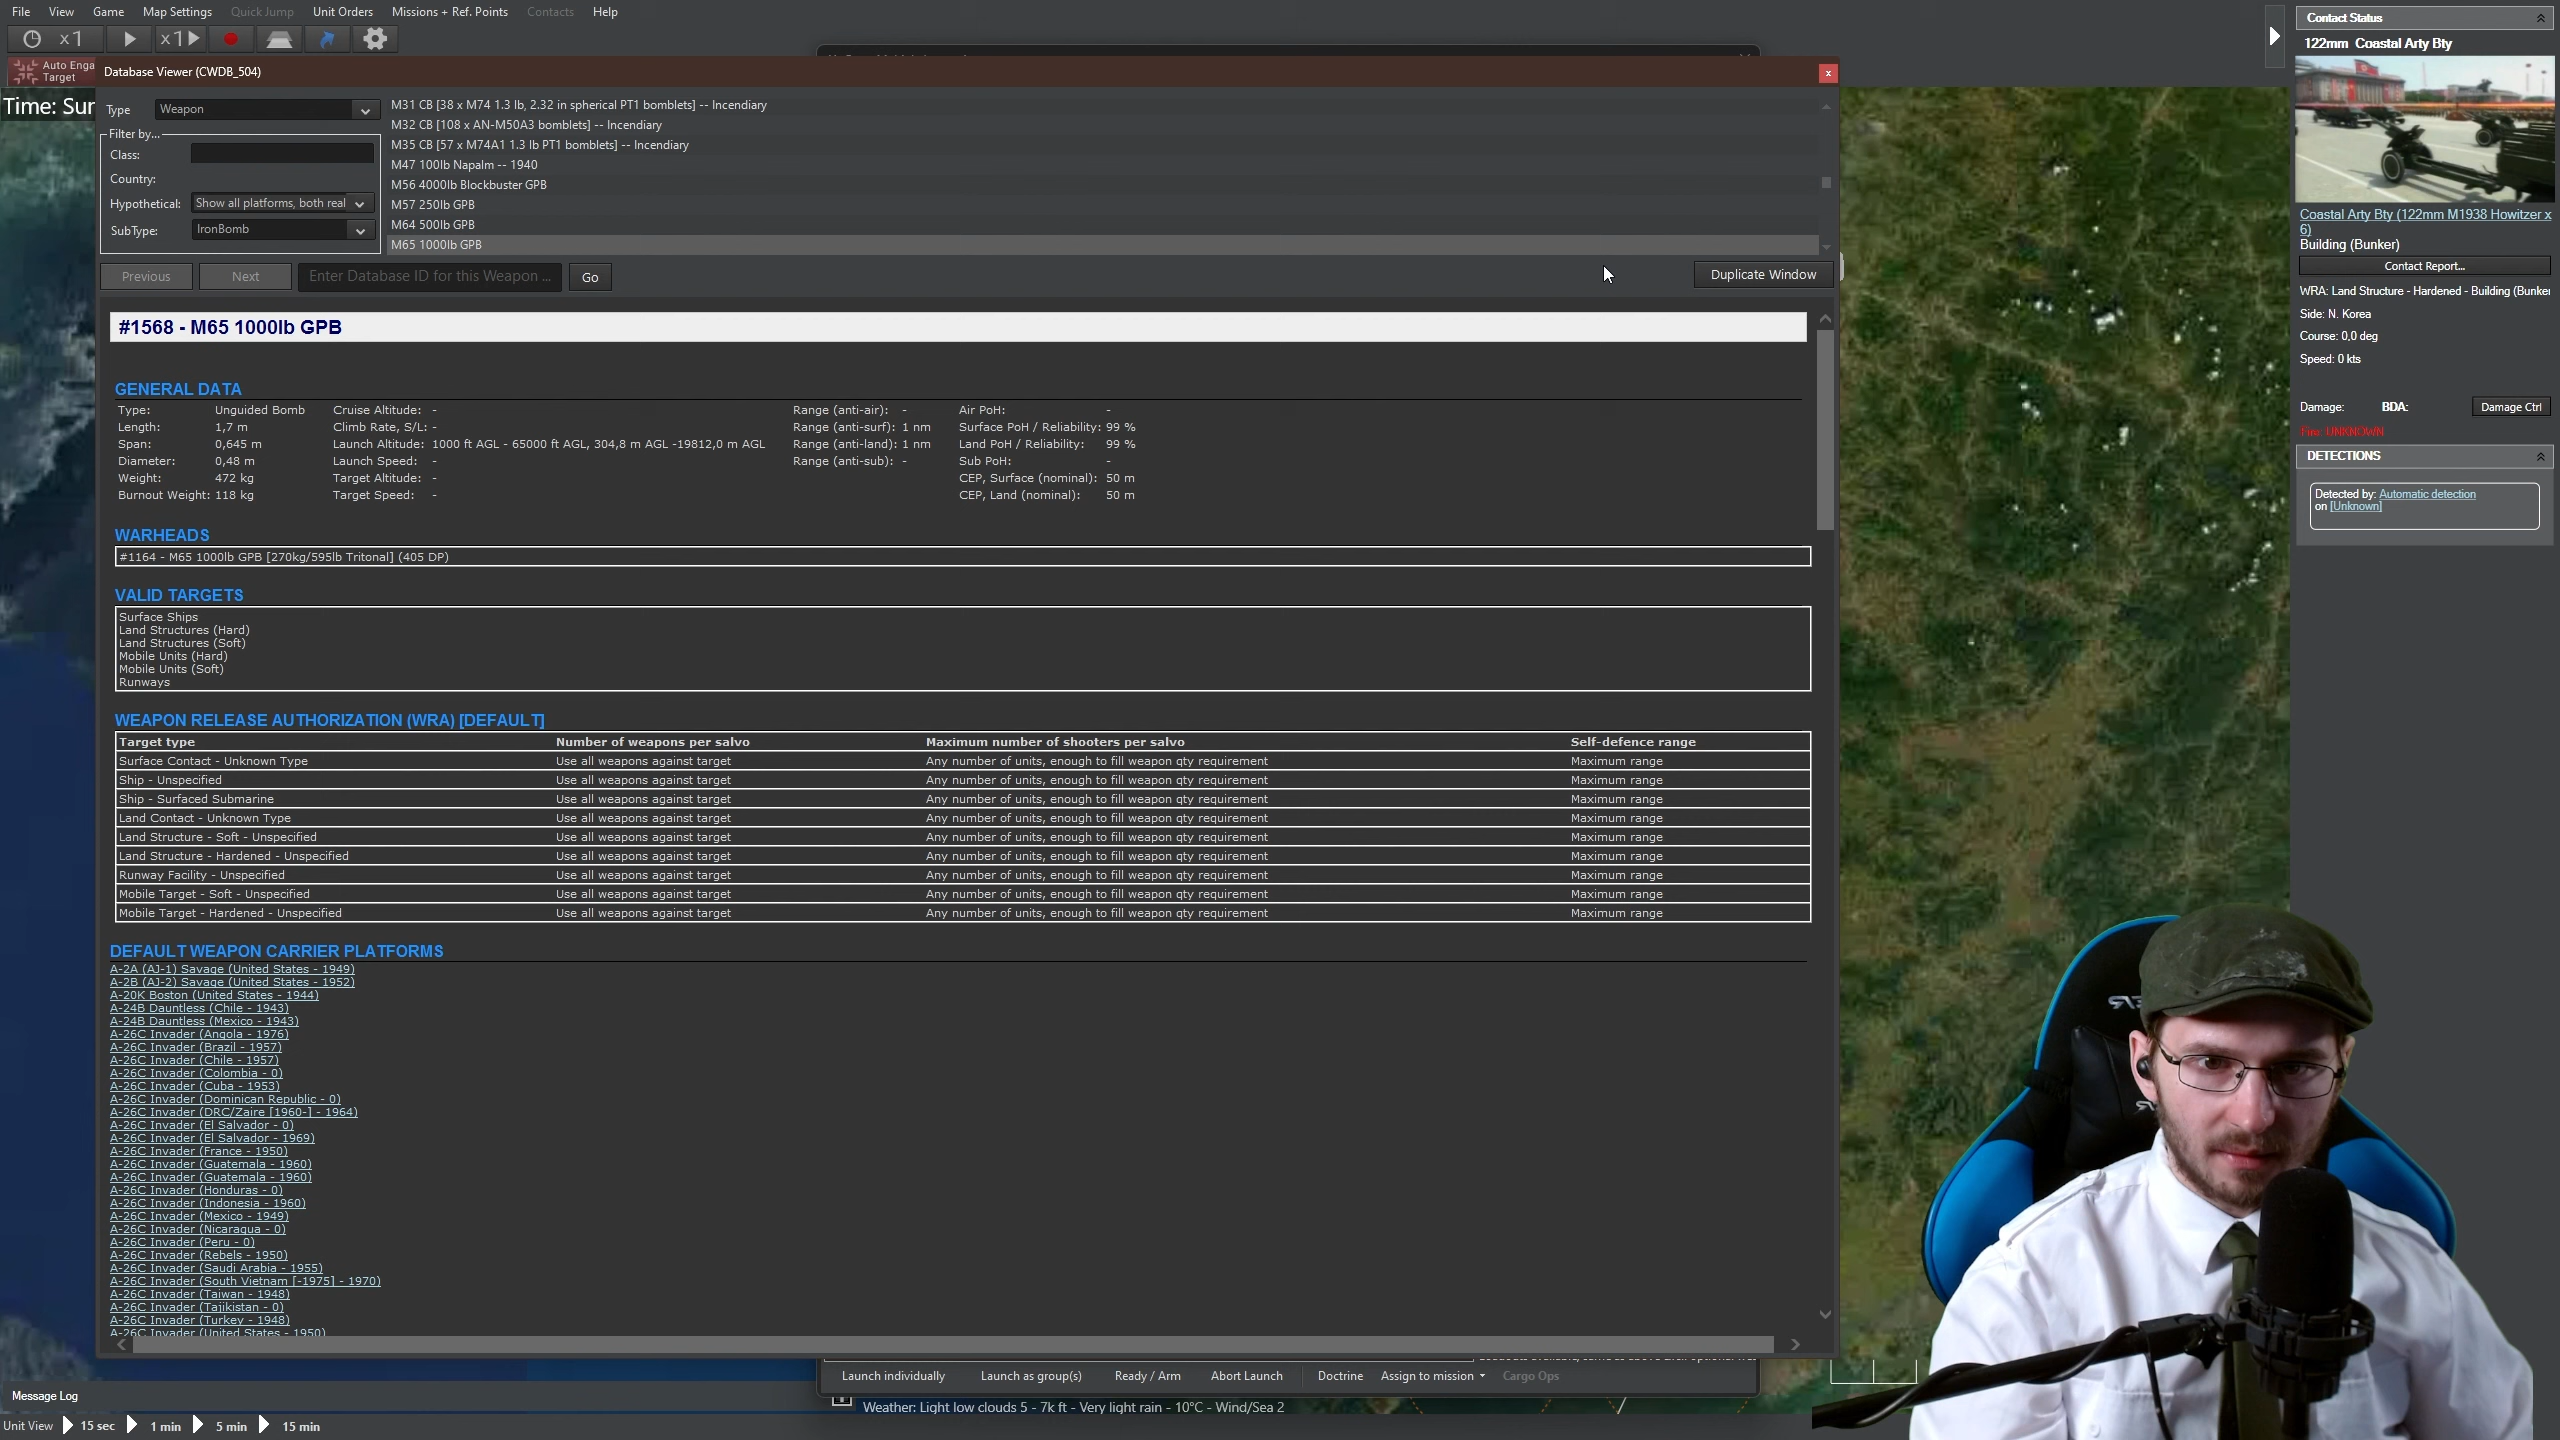 File View Game Map Settings Quick Jump Unit Orders Missions + Ref. Points Contacts Help
x1 x1
Auto Enga
Target
Time: Sur
Database Viewer (CWDB_504)
x
Type Weapon
Filter by...
Class:
Country:
Hypothetical: Show all platforms, both real
SubType: IronBomb
M31 CB [38 x M74 1.3 lb, 2.32 in spherical PT1 bomblets] -- Incendiary
M32 CB [108 x AN-M50A3 bomblets] -- Incendiary
M35 CB [57 x M74A1 1.3 lb PT1 bomblets] -- Incendiary
M47 100lb Napalm -- 1940
M56 4000lb Blockbuster GPB
M57 250lb GPB
M64 500lb GPB
M65 1000lb GPB
Previous Next Enter Database ID for this Weapon ... Go Duplicate Window
#1568 - M65 1000lb GPB
GENERAL DATA
Type: Unguided Bomb Cruise Altitude: - Range (anti-air): - Air PoH: -
Length: 1,7 m Climb Rate, S/L: - Range (anti-surf): 1 nm Surface PoH / Reliability: 99 %
Span: 0,645 m Launch Altitude: 1000 ft AGL - 65000 ft AGL, 304,8 m AGL -19812,0 m AGL Range (anti-land): 1 nm Land PoH / Reliability: 99 %
Diameter: 0,48 m Launch Speed: - Range (anti-sub): - Sub PoH: -
Weight: 472 kg Target Altitude: - CEP, Surface (nominal): 50 m
Burnout Weight: 118 kg Target Speed: - CEP, Land (nominal): 50 m
WARHEADS
#1164 - M65 1000lb GPB [270kg/595lb Tritonal] (405 DP)
VALID TARGETS
Surface Ships
Land Structures (Hard)
Land Structures (Soft)
Mobile Units (Hard)
Mobile Units (Soft)
Runways
WEAPON RELEASE AUTHORIZATION (WRA) [DEFAULT]
Target type Number of weapons per salvo Maximum number of shooters per salvo Self-defence range
Surface Contact - Unknown Type Use all weapons against target Any number of units, enough to fill weapon qty requirement Maximum range
Ship - Unspecified Use all weapons against target Any number of units, enough to fill weapon qty requirement Maximum range
Ship - Surfaced Submarine Use all weapons against target Any number of units, enough to fill weapon qty requirement Maximum range
Land Contact - Unknown Type Use all weapons against target Any number of units, enough to fill weapon qty requirement Maximum range
Land Structure - Soft - Unspecified Use all weapons against target Any number of units, enough to fill weapon qty requirement Maximum range
Land Structure - Hardened - Unspecified Use all weapons against target Any number of units, enough to fill weapon qty requirement Maximum range
Runway Facility - Unspecified Use all weapons against target Any number of units, enough to fill weapon qty requirement Maximum range
Mobile Target - Soft - Unspecified Use all weapons against target Any number of units, enough to fill weapon qty requirement Maximum range
Mobile Target - Hardened - Unspecified Use all weapons against target Any number of units, enough to fill weapon qty requirement Maximum range
DEFAULT WEAPON CARRIER PLATFORMS
A-2A (AJ-1) Savage (United States - 1949)
A-2B (AJ-2) Savage (United States - 1952)
A-20K Boston (United States - 1944)
A-24B Dauntless (Chile - 1943)
A-24B Dauntless (Mexico - 1943)
A-26C Invader (Angola - 1976)
A-26C Invader (Brazil - 1957)
A-26C Invader (Chile - 1957)
A-26C Invader (Colombia - 0)
A-26C Invader (Cuba - 1953)
A-26C Invader (Dominican Republic - 0)
A-26C Invader (DRC/Zaire [1960-] - 1964)
A-26C Invader (El Salvador - 0)
A-26C Invader (El Salvador - 1969)
A-26C Invader (France - 1950)
A-26C Invader (Guatemala - 1960)
A-26C Invader (Guatemala - 1960)
A-26C Invader (Honduras - 0)
A-26C Invader (Indonesia - 1960)
A-26C Invader (Mexico - 1949)
A-26C Invader (Nicaragua - 0)
A-26C Invader (Peru - 0)
A-26C Invader (Rebels - 1950)
A-26C Invader (Saudi Arabia - 1955)
A-26C Invader (South Vietnam [-1975] - 1970)
A-26C Invader (Taiwan - 1948)
A-26C Invader (Tajikistan - 0)
A-26C Invader (Turkey - 1948)
A-26C Invader (United States - 1950)
Launch individually Launch as group(s) Ready / Arm Abort Launch Doctrine Assign to mission Cargo Ops
Weather: Light low clouds 5 - 7k ft - Very light rain - 10°C - Wind/Sea 2
Message Log
Unit View 15 sec 1 min 5 min 15 min
Contact Status
122mm Coastal Arty Bty
Coastal Arty Bty (122mm M1938 Howitzer x
6)
Building (Bunker)
Contact Report...
WRA: Land Structure - Hardened - Building (Bunker
Side: N. Korea
Course: 0,0 deg
Speed: 0 kts
Damage: BDA: Damage Ctrl
Fire: UNKNOWN
DETECTIONS
Detected by: Automatic detection
on [Unknown]